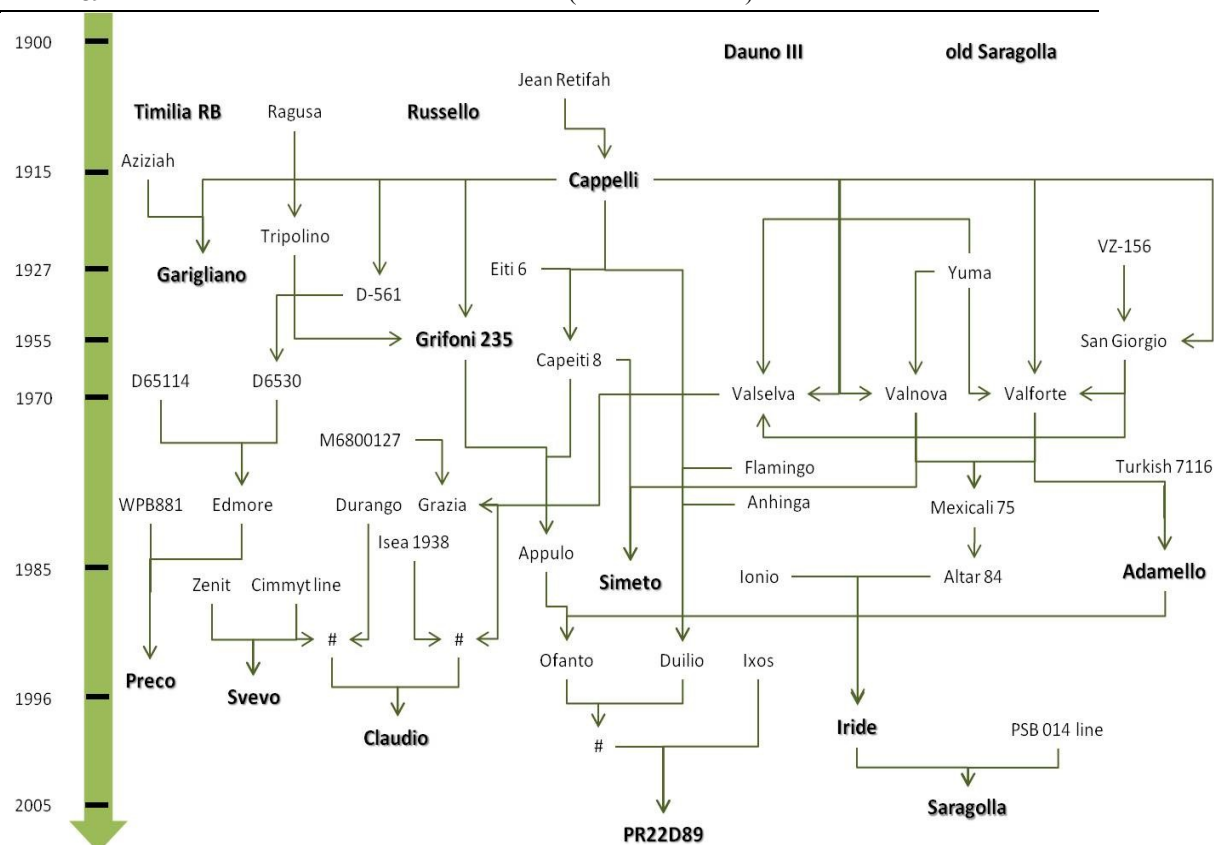 1900
Dauno III
old Saragolla
Jean Retifah
Timilia RB
Ragusa
Russello
Aziziah
1915
Cappelli
Tripolino
VZ-156
Garigliano
1927
Eiti 6
Yuma
D-561
1955
Grifoni 235
San Giorgio
Capeiti 8
D65114
D6530
1970
Valselva
Valnova
Valforte
M6800127
Flamingo
Turkish 7116
WPB881
Edmore
Durango
Grazia
Anhinga
Mexicali 75
Isea 1938
Appulo
1985
Simeto
Ionio
Altar 84
Adamello
Zenit
Cimmyt line
#
#
Ofanto
Duilio
Ixos
Preco
Svevo
1996
Iride
PSB 014 line
Claudio
#
2005
Saragolla
PR22D89